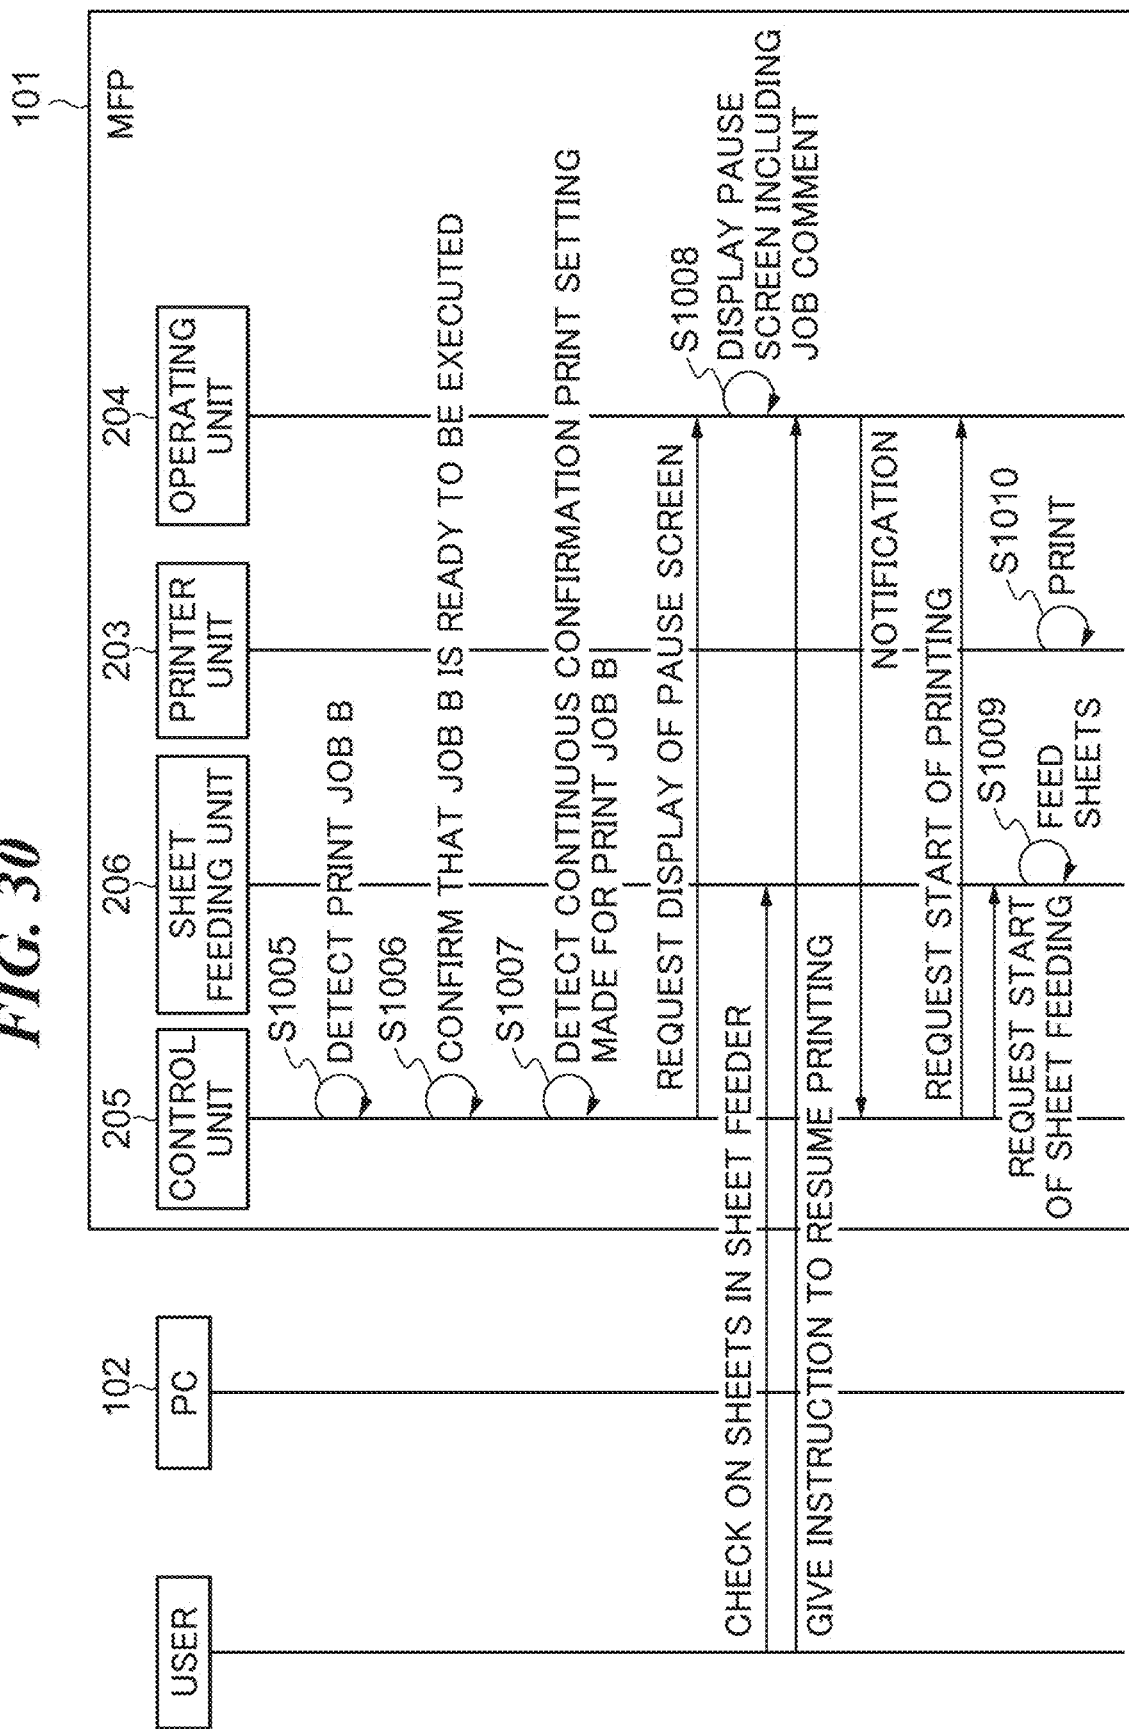 FIG. 30
101
MFP
USER
102
PC
205
CONTROL
UNIT
206
SHEET
FEEDING UNIT
203
PRINTER
UNIT
204
OPERATING
UNIT
S1005
DETECT PRINT JOB B
S1006
CONFIRM THAT JOB B IS READY TO BE EXECUTED
S1007
DETECT CONTINUOUS CONFIRMATION PRINT SETTING
MADE FOR PRINT JOB B
REQUEST DISPLAY OF PAUSE SCREEN
S1008
DISPLAY PAUSE
SCREEN INCLUDING
JOB COMMENT
CHECK ON SHEETS IN SHEET FEEDER
GIVE INSTRUCTION TO RESUME PRINTING
NOTIFICATION
REQUEST START OF PRINTING
REQUEST START
OF SHEET FEEDING
S1009
FEED
SHEETS
S1010
PRINT